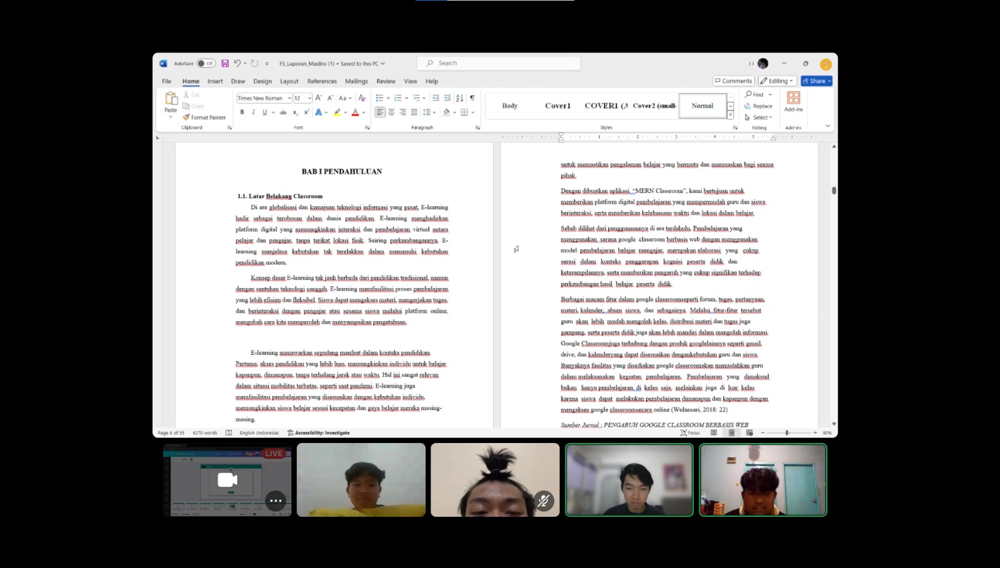 AutoSave Off FS_Laporan_MasBro (1) • Saved to this PC Search
File Home Insert Draw Design Layout References Mailings Review View Help Comments Editing Share
Paste Cut Copy Format Painter
Times New Roman 12
Body Cover1 COVER1 ( Cover2 (small Normal
Find Replace Select
Add-ins
Clipboard Font Paragraph Styles Editing Add-ins
1 2 3 4 5
BAB I PENDAHULUAN
1.1. Latar Belakang Classroom
Di era globalisasi dan kemajuan teknologi informasi yang pesat, E-learning
hadir sebagai terobosan dalam dunia pendidikan. E-learning menghadirkan
platform digital yang memungkinkan interaksi dan pembelajaran virtual antara
pelajar dan pengajar, tanpa terikat lokasi fisik. Seiring perkembangannya, E-
learning menjelma kebutuhan tak terelakkan dalam memenuhi kebutuhan
pendidikan modern.
Konsep dasar E-learning tak jauh berbeda dari pendidikan tradisional, namun
dengan sentuhan teknologi canggih. E-learning memfasilitasi proses pembelajaran
yang lebih efisien dan fleksibel. Siswa dapat mengakses materi, mengerjakan tugas,
dan berinteraksi dengan pengajar atau sesama siswa melalui platform online,
mengubah cara kita memperoleh dan menyampaikan pengetahuan.
E-learning menawarkan segudang manfaat dalam konteks pendidikan.
Pertama, akses pendidikan yang lebih luas, memungkinkan individu untuk belajar
kapanpun, dimanapun, tanpa terhalang jarak atau waktu. Hal ini sangat relevan
dalam situasi mobilitas terbatas, seperti saat pandemi. E-learning juga
memfasilitasi pembelajaran yang disesuaikan dengan kebutuhan individu,
memungkinkan siswa belajar sesuai kecepatan dan gaya belajar mereka masing-
masing.
untuk memastikan pengalaman belajar yang bermutu dan memuaskan bagi semua
pihak.
Dengan dibuatkan aplikasi “MERN Classroom”, kami bertujuan untuk
memberikan platform digital pembelajaran yang mempermudah guru dan siswa
berinteraksi, serta memberikan keleluasaan waktu dan lokasi dalam belajar.
Sebab dilihat dari penggunaannya di era terdahulu, Pembelajaran yang
menggunakan sarana google classroom berbasis web dengan menggunakan
model pembelajaran belajar mengajar, merupakan elaborasi yang cukup
serasi dalam konteks penggarapan kognisi peserta didik dan
keterampilannya, serta memberikan pengaruh yang cukup signifikan terhadap
perkembangan hasil belajar peserta didik.
Berbagai macam fitur dalam google classroomseperti forum, tugas, pertanyaan,
materi, kalender, absen siswa, dan sebagainya. Melalui fitur-fitur tersebut
guru akan lebih mudah mengolah kelas, distribusi materi dan tugas juga
gampang, serta peserta didik juga akan lebih mandiri dalam mengolah informasi.
Google Classroomjuga terhubung dengan produk googlelainnya seperti gmail,
drive, dan kalenderyang dapat disesuaikan dengankebutuhan guru dan siswa.
Banyaknya fasilitas yang disediakan google classroomakan memudahkan guru
dalam melaksanakan kegiatan pembelajaran. Pembelajaran yang dimaksud
bukan hanya pembelajaran di kelas saja, melainkan juga di luar kelas
karena siswa dapat melakukan pembelajaran dimanapun dan kapanpun dengan
mengakses google classroomsecara online (Wulansari, 2018: 22)
Sumber Jurnal : PENGARUH GOOGLE CLASSROOM BERBASIS WEB
Page 6 of 55 6270 words English (Indonesia) Accessibility: Investigate Focus 90%
LIVE